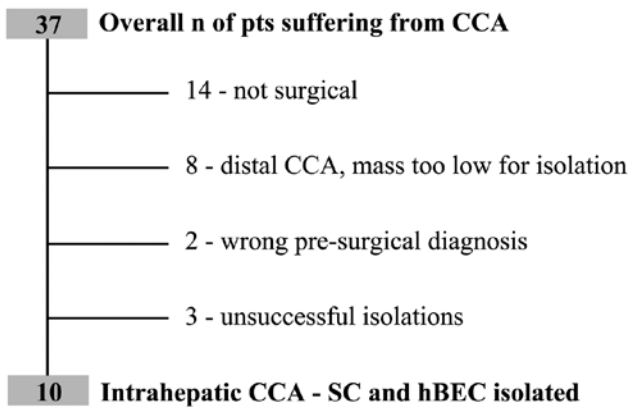 37 Overall n of pts suffering from CCA
14 - not surgical
8 - distal CCA, mass too low for isolation
2 - wrong pre-surgical diagnosis
3 - unsuccessful isolations
10 Intrahepatic CCA - SC and hBEC isolated